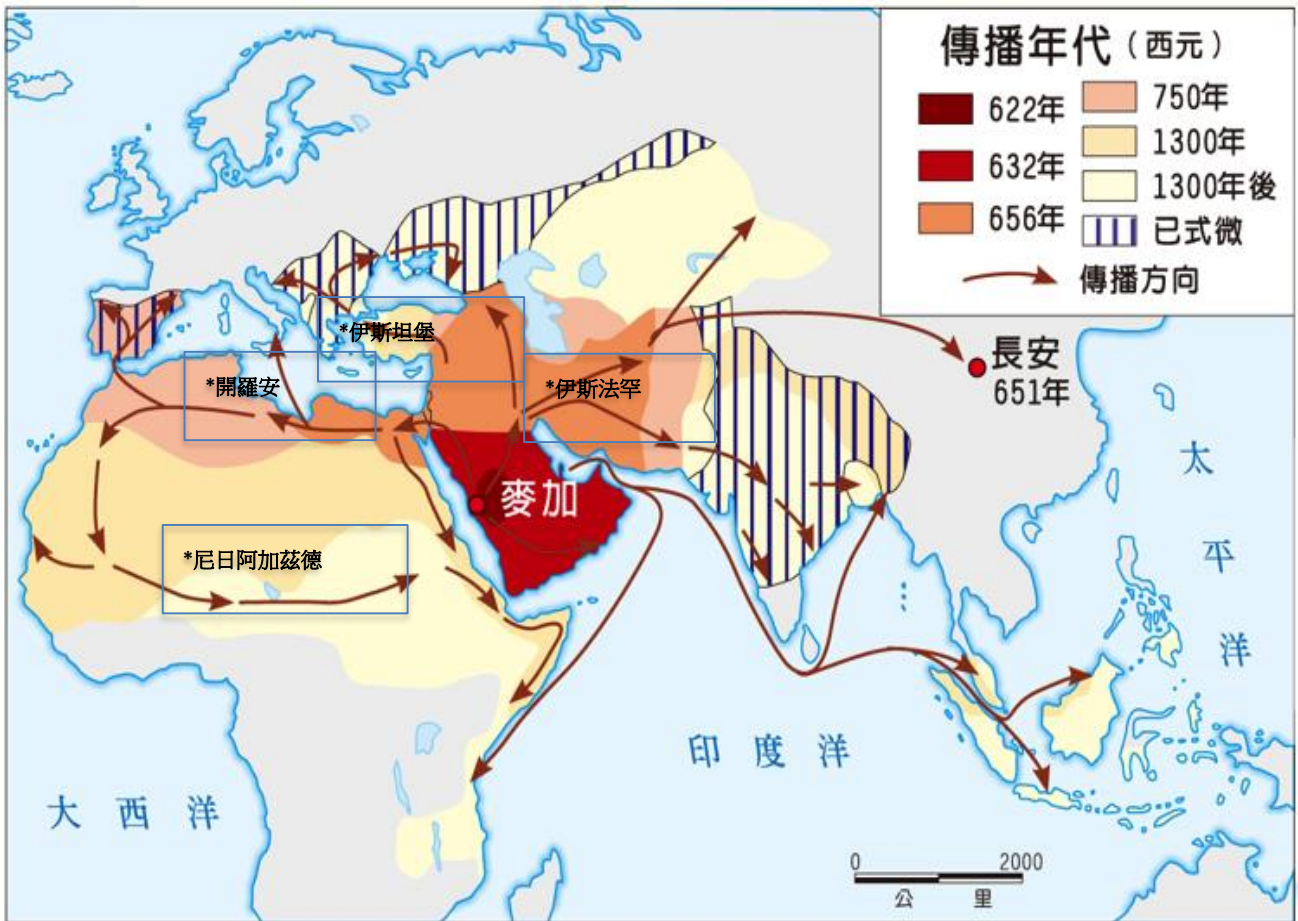 傳播年代（西元）
622年
632年
656年
750年
1300年
1300年後
已式微
傳播方向
*伊斯坦堡
*開羅安
*伊斯法罕
長安
651年
麥加
*尼日阿加茲德
太平洋
印度洋
大西洋
0 2000
公里